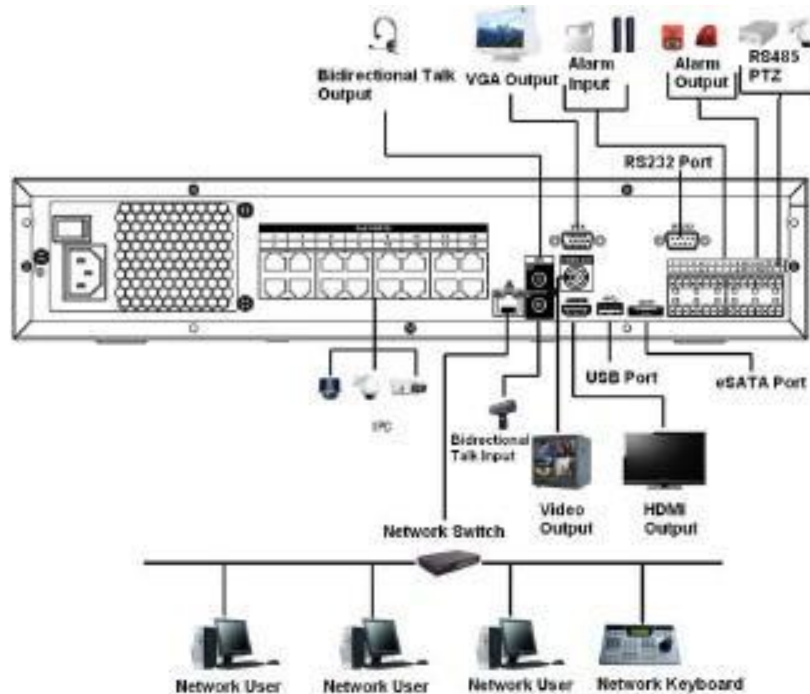 Bidirectional Talk
Output
VGA Output
Alarm
Input
Alarm
Output
RS485
PTZ
RS232 Port
USB Port
eSATA Port
IPC
Bidirectional
Talk Input
Video
Output
HDMI
Output
Network Switch
Network User
Network User
Network User
Network Keyboard